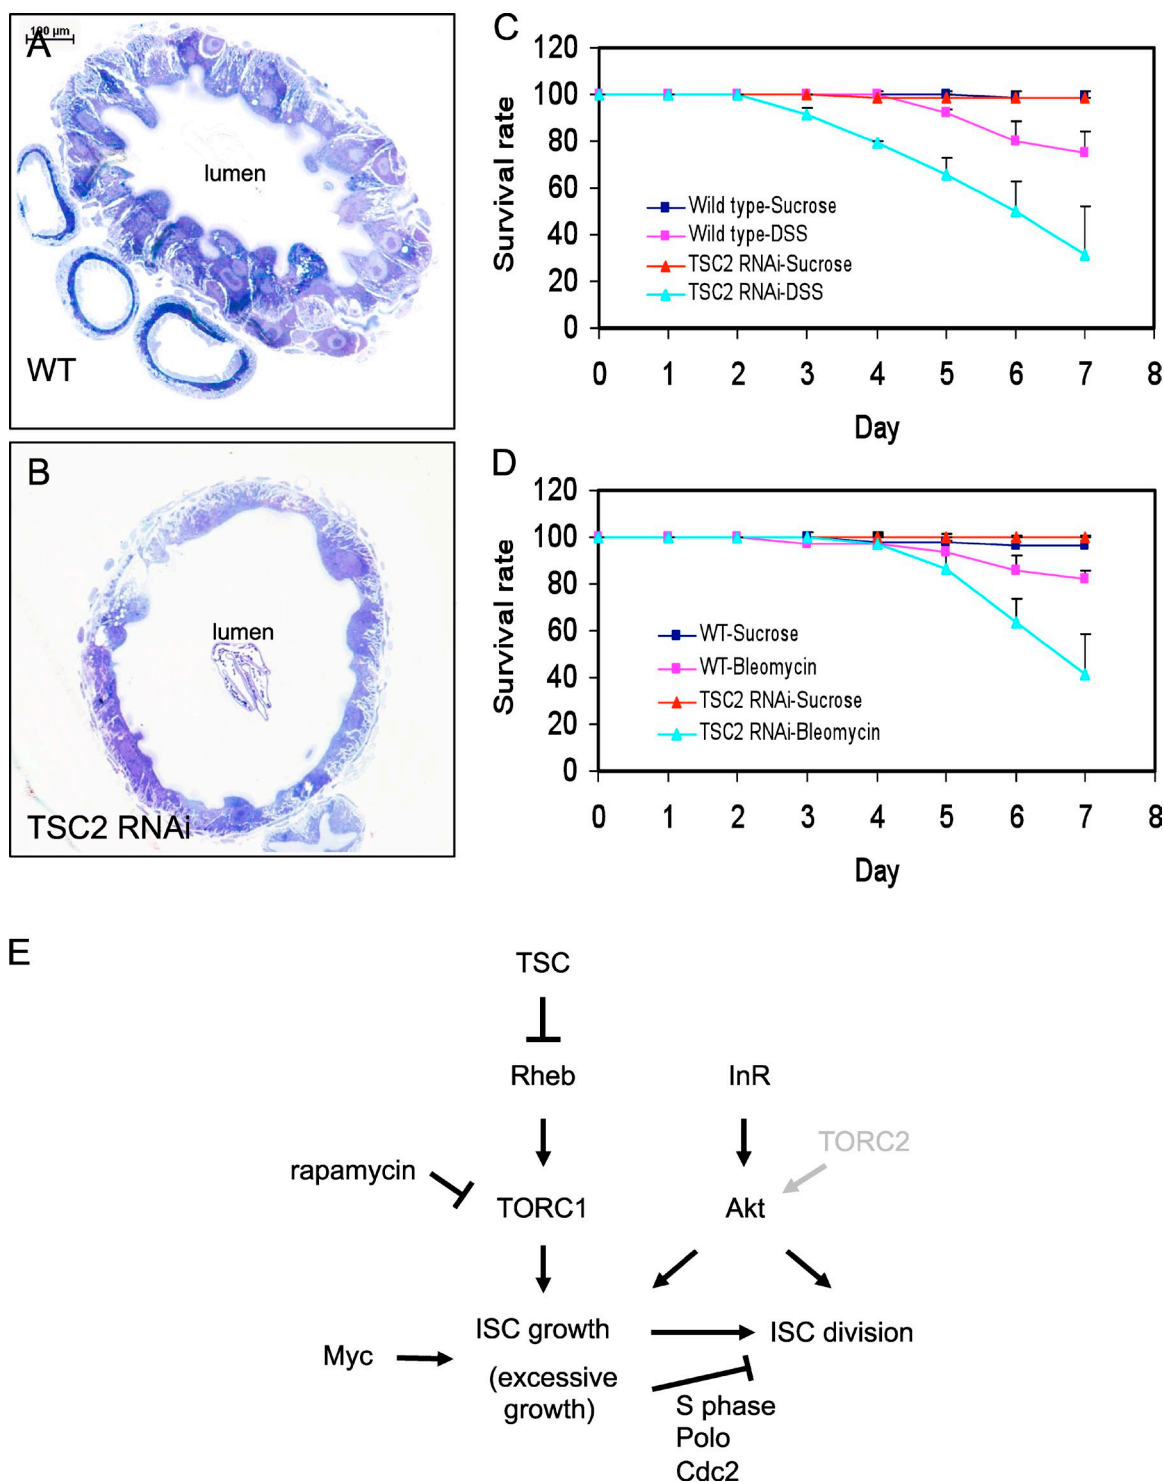 A
100 µm
lumen
WT
B
lumen
TSC2 RNAi
C
120
100
80
60
40
20
0
Survival rate
Wild type-Sucrose
Wild type-DSS
TSC2 RNAi-Sucrose
TSC2 RNAi-DSS
0 1 2 3 4 5 6 7 8
Day
D
120
100
80
60
40
20
0
Survival rate
WT-Sucrose
WT-Bleomycin
TSC2 RNAi-Sucrose
TSC2 RNAi-Bleomycin
0 1 2 3 4 5 6 7 8
Day
E
TSC
Rheb
InR
TORC2
rapamycin
TORC1
Akt
ISC growth
ISC division
Myc
(excessive
growth)
S phase
Polo
Cdc2